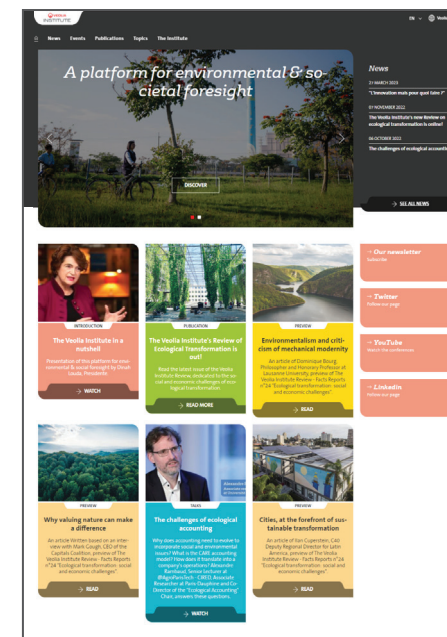 VEOLIA
INSTITUTE
EN
News Events Publications Topics The Institute
A platform for environmental & so-
cietal foresight
DISCOVER
News
31 MARCH 2023
"L'innovation mais pour quoi faire ?"
07 NOVEMBER 2022
The Veolia Institute's new Review on
ecological transformation is online!
06 OCTOBER 2022
The challenges of ecological accounti
→ SEE ALL NEWS
INTRODUCTION
The Veolia Institute in a
nutshell
Presentation of this platform for envi-
ronmental & social foresight by Dinah
Louda, Presidente
→ WATCH
PUBLICATION
The Veolia Institute's Review of
Ecological Transformation is
out!
Read the latest issue of the Veolia
Institute Review, dedicated to the so-
cial and economic challenges of eco-
logical transformation
→ READ MORE
PREVIEW
Environmentalism and criti-
cism of mechanical modernity
An article of Dominique Bourg,
Philosopher and Honorary Professor at
Lausanne University, preview of The
Veolia Institute Review - Facts Reports
n°24 "Ecological transformation: social
and economic challenges".
→ READ
→ Our newsletter
Subscribe
→ Twitter
Follow our page
→ YouTube
Watch the conferences
→ Linkedin
Follow our page
PREVIEW
Why valuing nature can make
a difference
An article Written based on an inter-
view with Mark Gough, CEO of the
Capitals Coalition, preview of The
Veolia Institute Review - Facts Reports
n°24 "Ecological transformation: social
and economic challenges".
→ READ
TALKS
The challenges of ecological
accounting
Why does accounting need to evolve to
incorporate social and environmental
issues? What is the CARE accounting
model? How does it translate into a
company's operations? Alexandre
Rambaud, Senior Lecturer at
@AgroParisTech - CIRED, Associate
Researcher at Paris Dauphine and Co-
Director of the "Ecological Accounting"
Chair, answers these questions.
→ WATCH
PREVIEW
Cities, at the forefront of sus-
tainable transformation
An article of Ilan Cuperstein, C40
Deputy Regional Director for Latin
America, preview of The Veolia
Institute Review - Facts Reports n°24
"Ecological transformation: social and
economic challenges".
→ READ